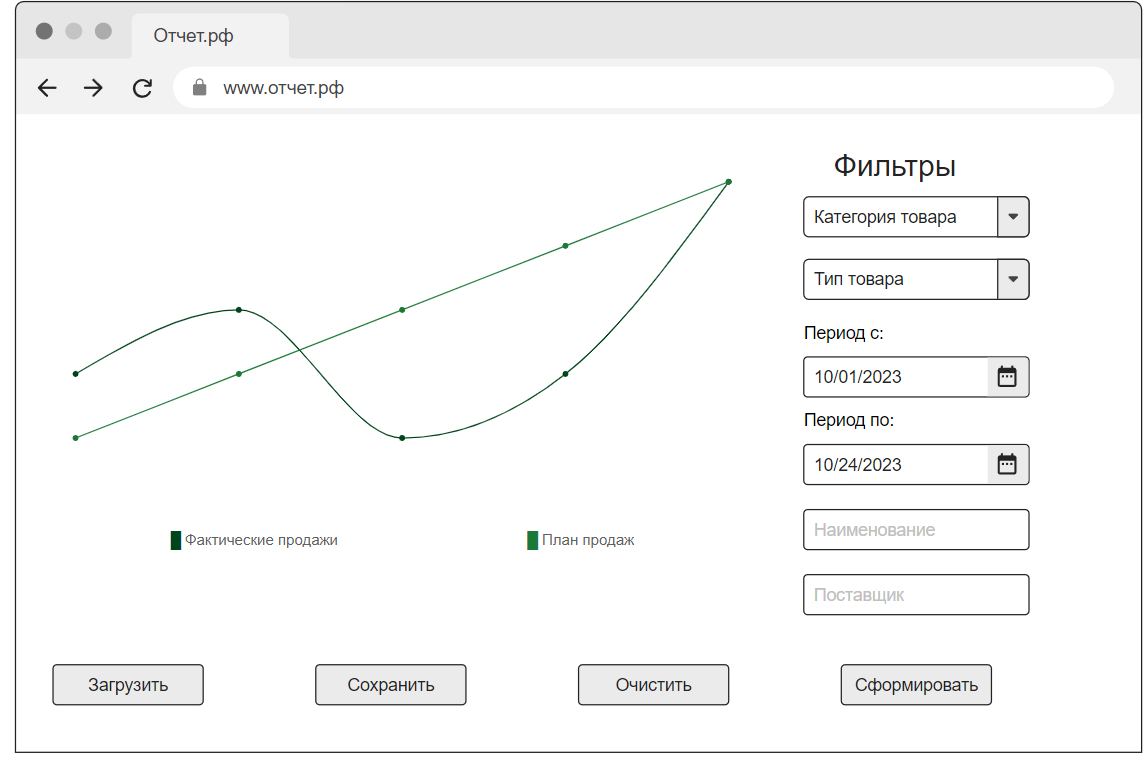 Отчет.рф
www.отчет.рф
Фильтры
Категория товара
Тип товара
Период с:
10/01/2023
Период по:
10/24/2023
Наименование
Поставщик
Фактические продажи
План продаж
Загрузить
Сохранить
Очистить
Сформировать